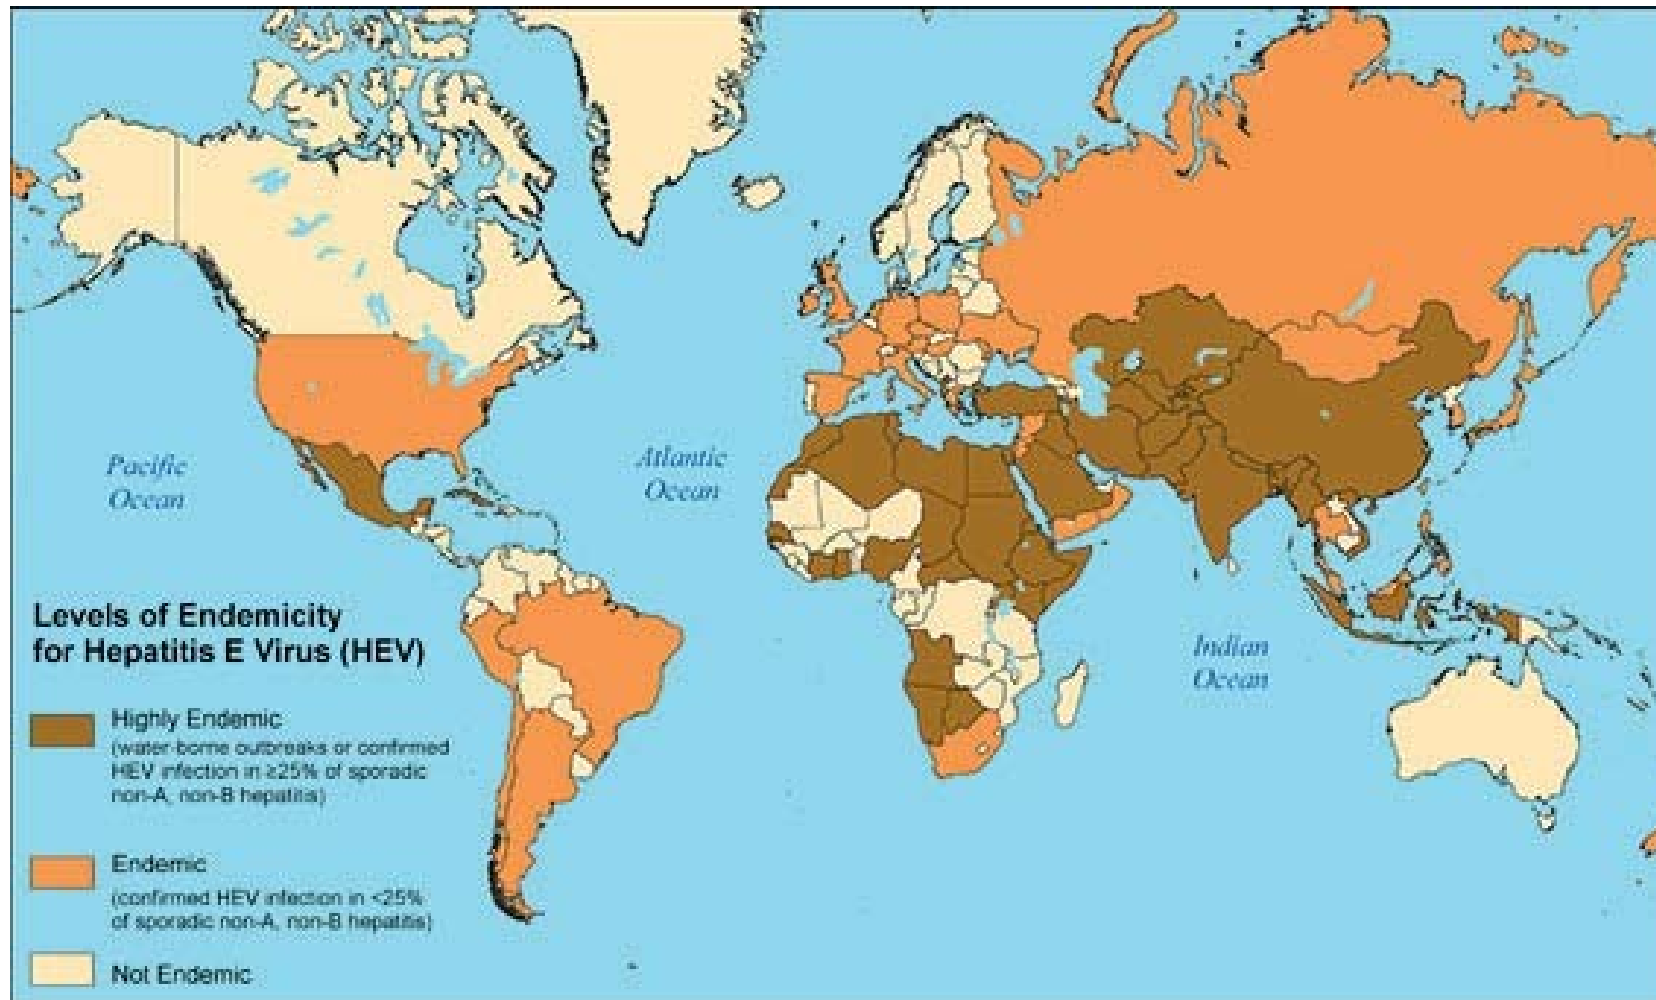 Pacific
Ocean
Atlantic
Ocean
Indian
Ocean
Levels of Endemicity
for Hepatitis E Virus (HEV)
Highly Endemic
(water-borne outbreaks or confirmed
HEV infection in ≥25% of sporadic
non-A, non-B hepatitis)
Endemic
(confirmed HEV infection in <25%
of sporadic non-A, non-B hepatitis)
Not Endemic